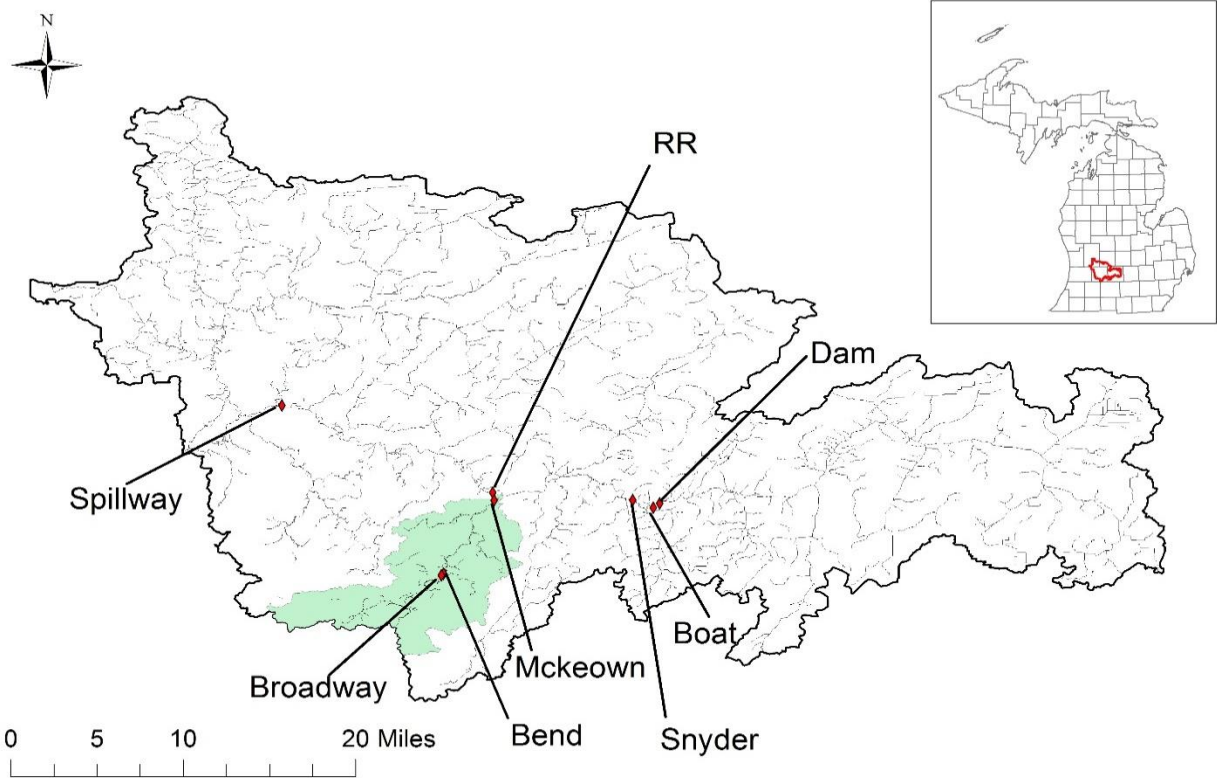 N
RR
Dam
Spillway
Boat
Mckeown
Broadway
Bend
Snyder
0 5 10 20 Miles